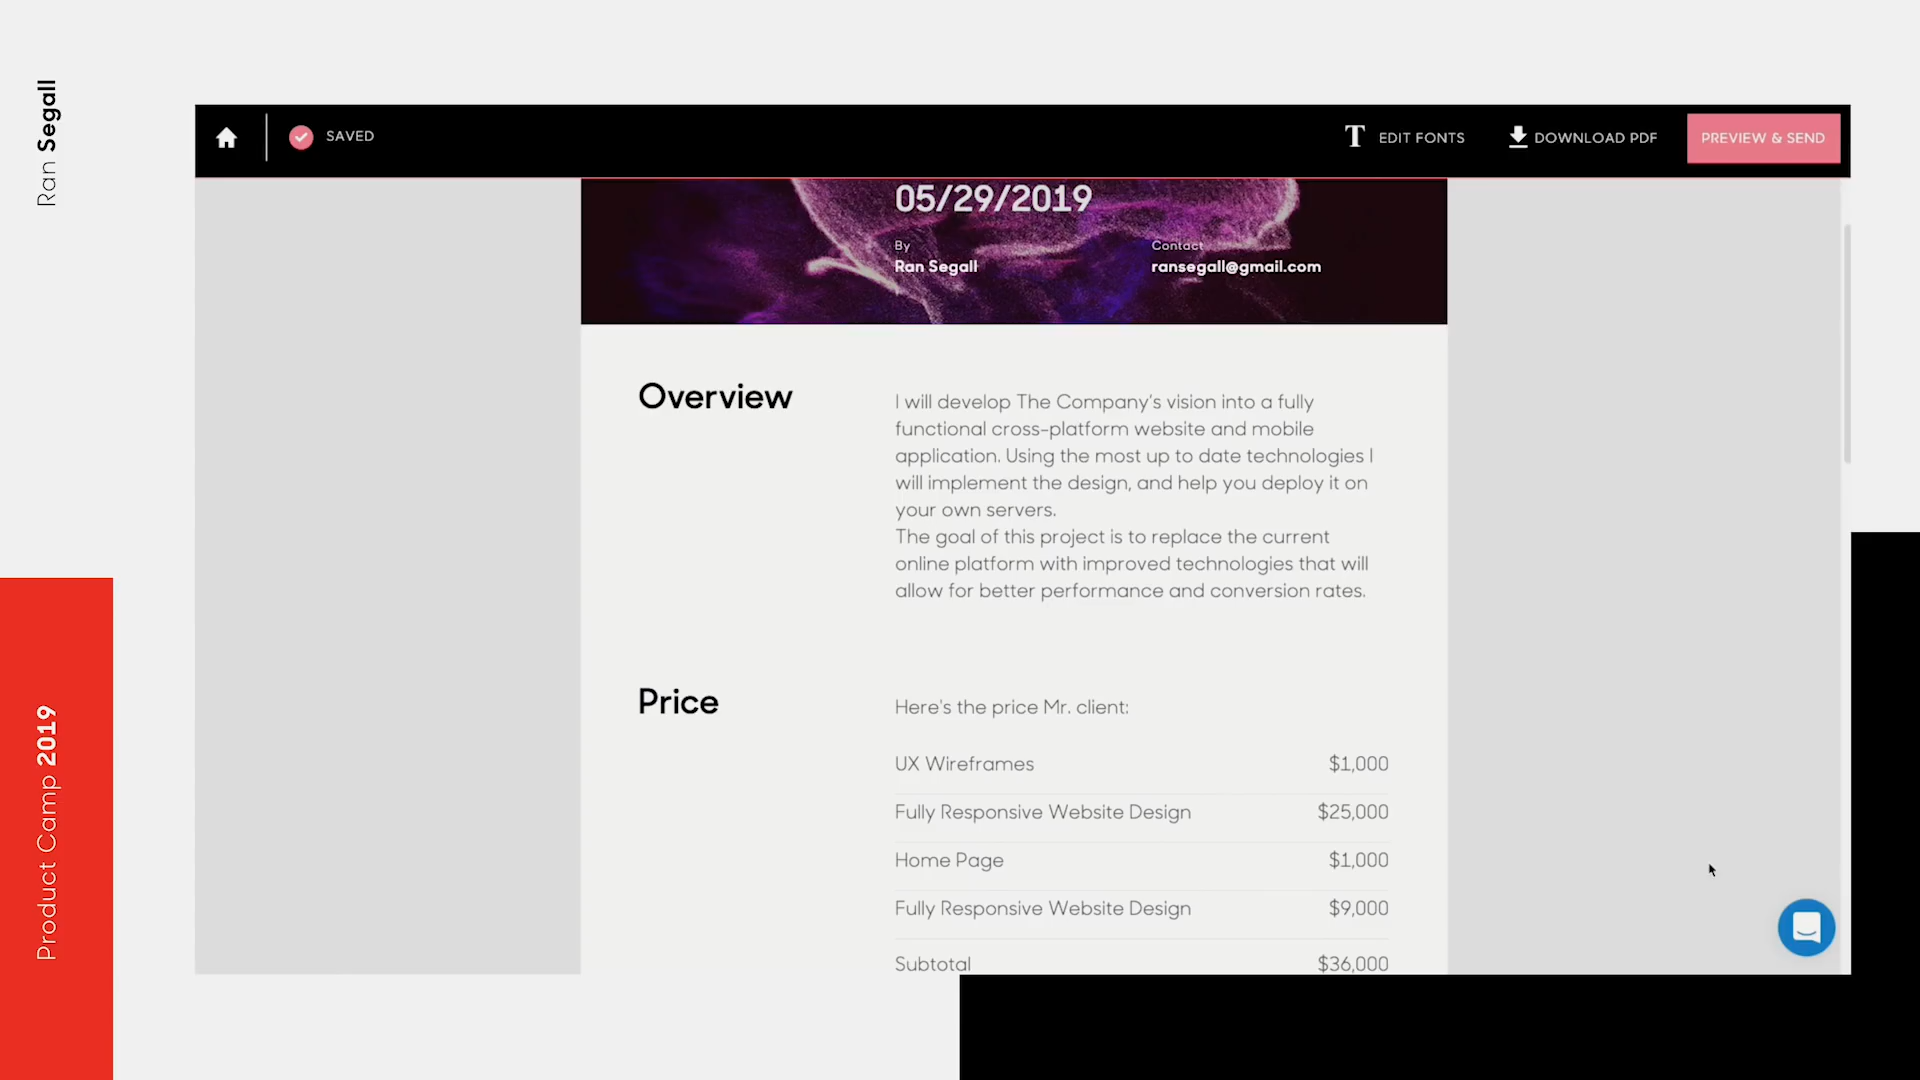 Ran Segall
Product Camp 2019
SAVED
EDIT FONTS
DOWNLOAD PDF
PREVIEW & SEND
05/29/2019
By
Contact
Ran Segall
ransegall@gmail.com
Overview
I will develop The Company's vision into a fully
functional cross-platform website and mobile
application. Using the most up to date technologies I
will implement the design, and help you deploy it on
your own servers.
The goal of this project is to replace the current
online platform with improved technologies that will
allow for better performance and conversion rates.
Price
Here's the price Mr. client:
UX Wireframes $1,000
Fully Responsive Website Design $25,000
Home Page $1,000
Fully Responsive Website Design $9,000
Subtotal $36,000